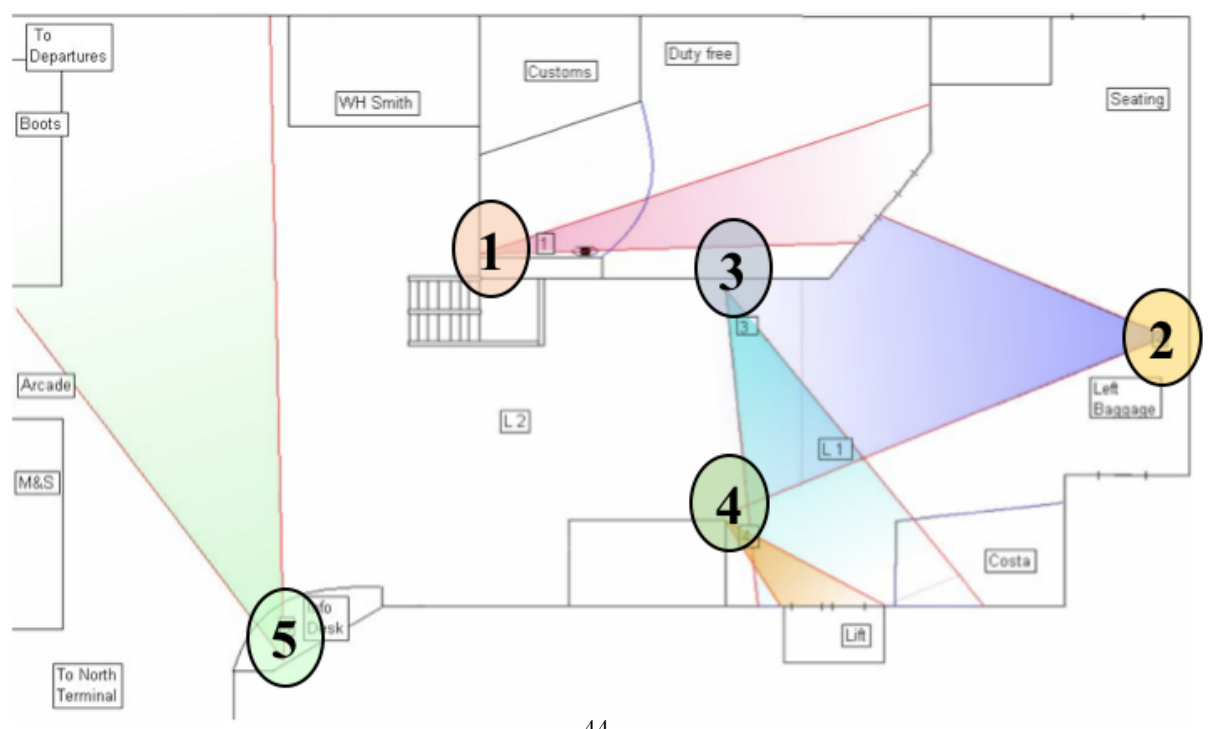 To
Departures
Boots
WH Smith
Customs
Duty free
Seating
1
1
3
2
3
Left
Baggage
Arcade
L 2
L 1
M&S
4
Costa
5
Info
Desk
Lift
To North
Terminal
44